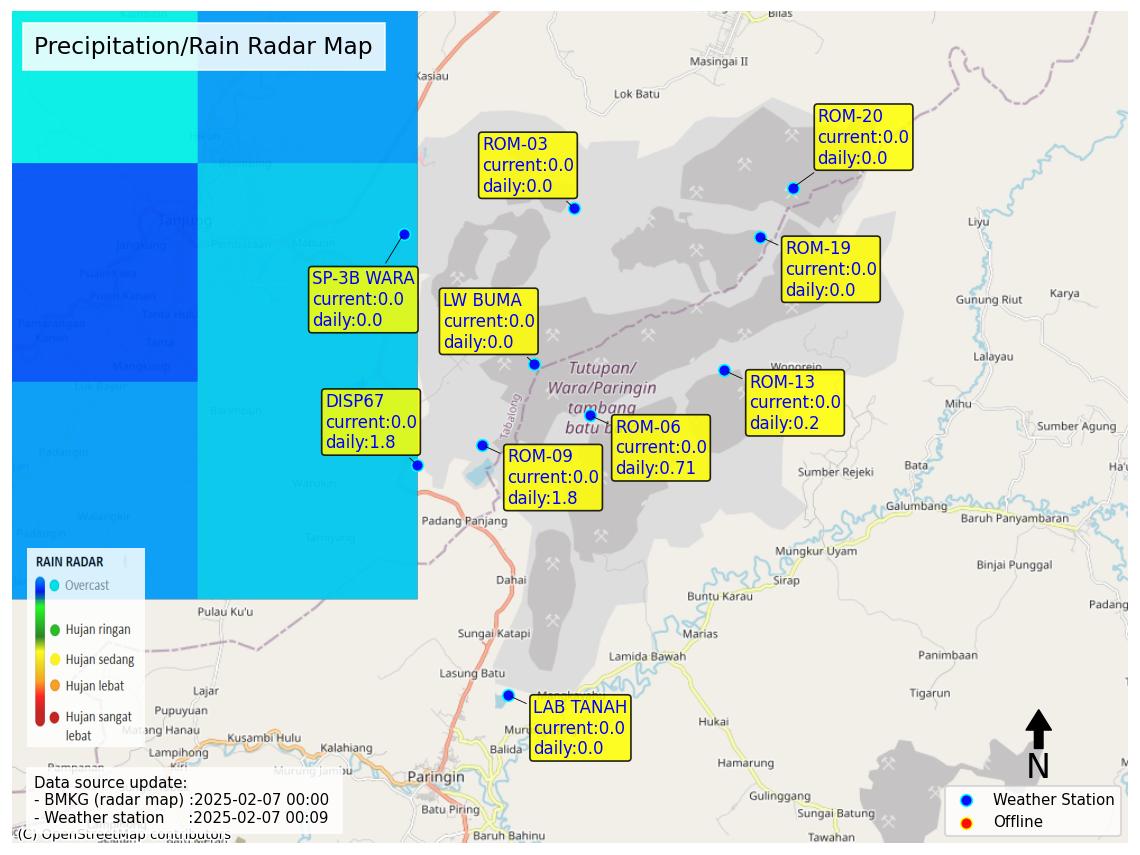 Precipitation/Rain Radar Map
Bilas
Masingai II
Kasiau
Lok Batu
ROM-20
current:0.0
daily:0.0
ROM-03
current:0.0
daily:0.0
Tanjung
Liyu
SP-3B WARA
current:0.0
daily:0.0
ROM-19
current:0.0
daily:0.0
LW BUMA
current:0.0
daily:0.0
Gunung Riut
Karya
Lalayau
Tutupan/
Wara/Paringin
tambang
batu
Wonorejo
ROM-13
current:0.0
daily:0.2
Mihu
DISP67
current:0.0
daily:1.8
Tabalong
ROM-06
current:0.0
daily:0.71
Sumber Agung
ROM-09
current:0.0
daily:1.8
Sumber Rejeki
Bata
Galumbang
Baruh Panyambaran
Padang Panjang
Mungkur Uyam
Binjai Punggal
Sirap
Dahai
Buntu Karau
Pulau Ku'u
Padang
Sungai Katapi
Marias
Lamida Bawah
Panimbaan
Lasung Batu
Tigarun
RAIN RADAR
Overcast
Hujan ringan
Hujan sedang
Hujan lebat
Hujan sangat
lebat
Lajar
Pupuyuan
Matang Hanau
Lampihong
Kusambi Hulu
Kalahiang
Murung Jambu
LAB TANAH
current:0.0
daily:0.0
Hukai
Balida
Hamarung
Paringin
Gulinggang
Batu Piring
Sungai Batung
Baruh Bahinu
Tawahan
N
Data source update:
- BMKG (radar map) :2025-02-07 00:00
- Weather station :2025-02-07 00:09
(C) OpenStreetMap contributors
Weather Station
Offline